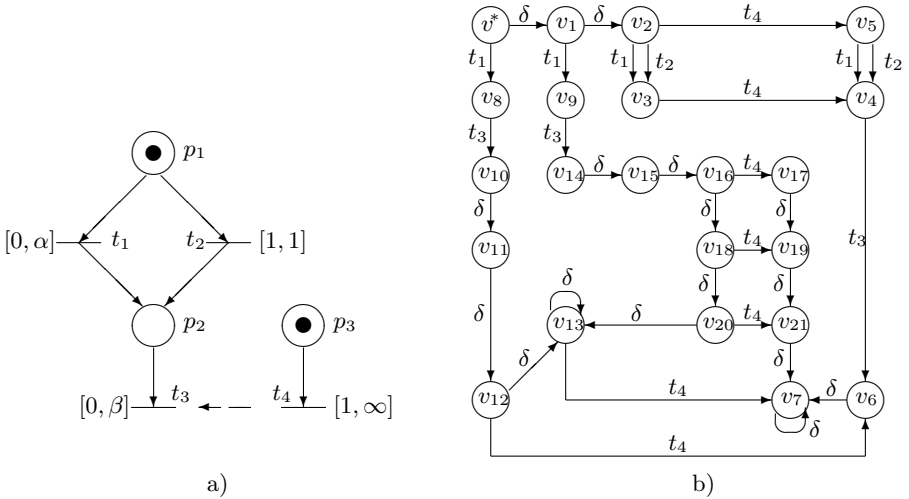 v* δ v1 δ v2 t4 v5
t1 t1 t1 t2 t1 t2
v8 v9 v3 t4 v4
t3 t3
p1
v10 v14 δ v15 δ v16 t4 v17
δ δ δ
[0, α] t1 t2 [1, 1]
v11 v18 t4 v19 t3
δ δ δ δ
p2 p3
v13 δ v20 t4 v21
δ δ
t3 t4
[0, β] [1, ∞]
v12 t4 v7 δ v6
δ
t4
a) b)